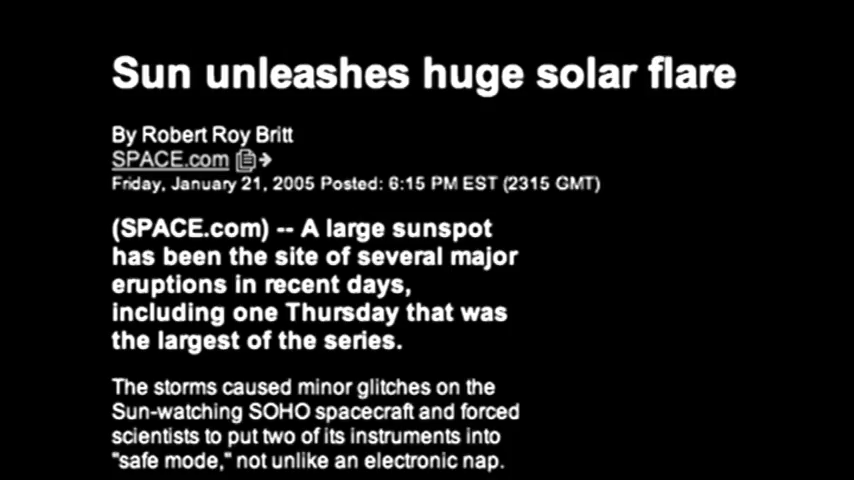 Sun unleashes huge solar flare
By Robert Roy Britt
SPACE.com
Friday, January 21, 2005 Posted: 6:15 PM EST (2315 GMT)
(SPACE.com) -- A large sunspot
has been the site of several major
eruptions in recent days,
including one Thursday that was
the largest of the series.
The storms caused minor glitches on the
Sun-watching SOHO spacecraft and forced
scientists to put two of its instruments into
"safe mode," not unlike an electronic nap.